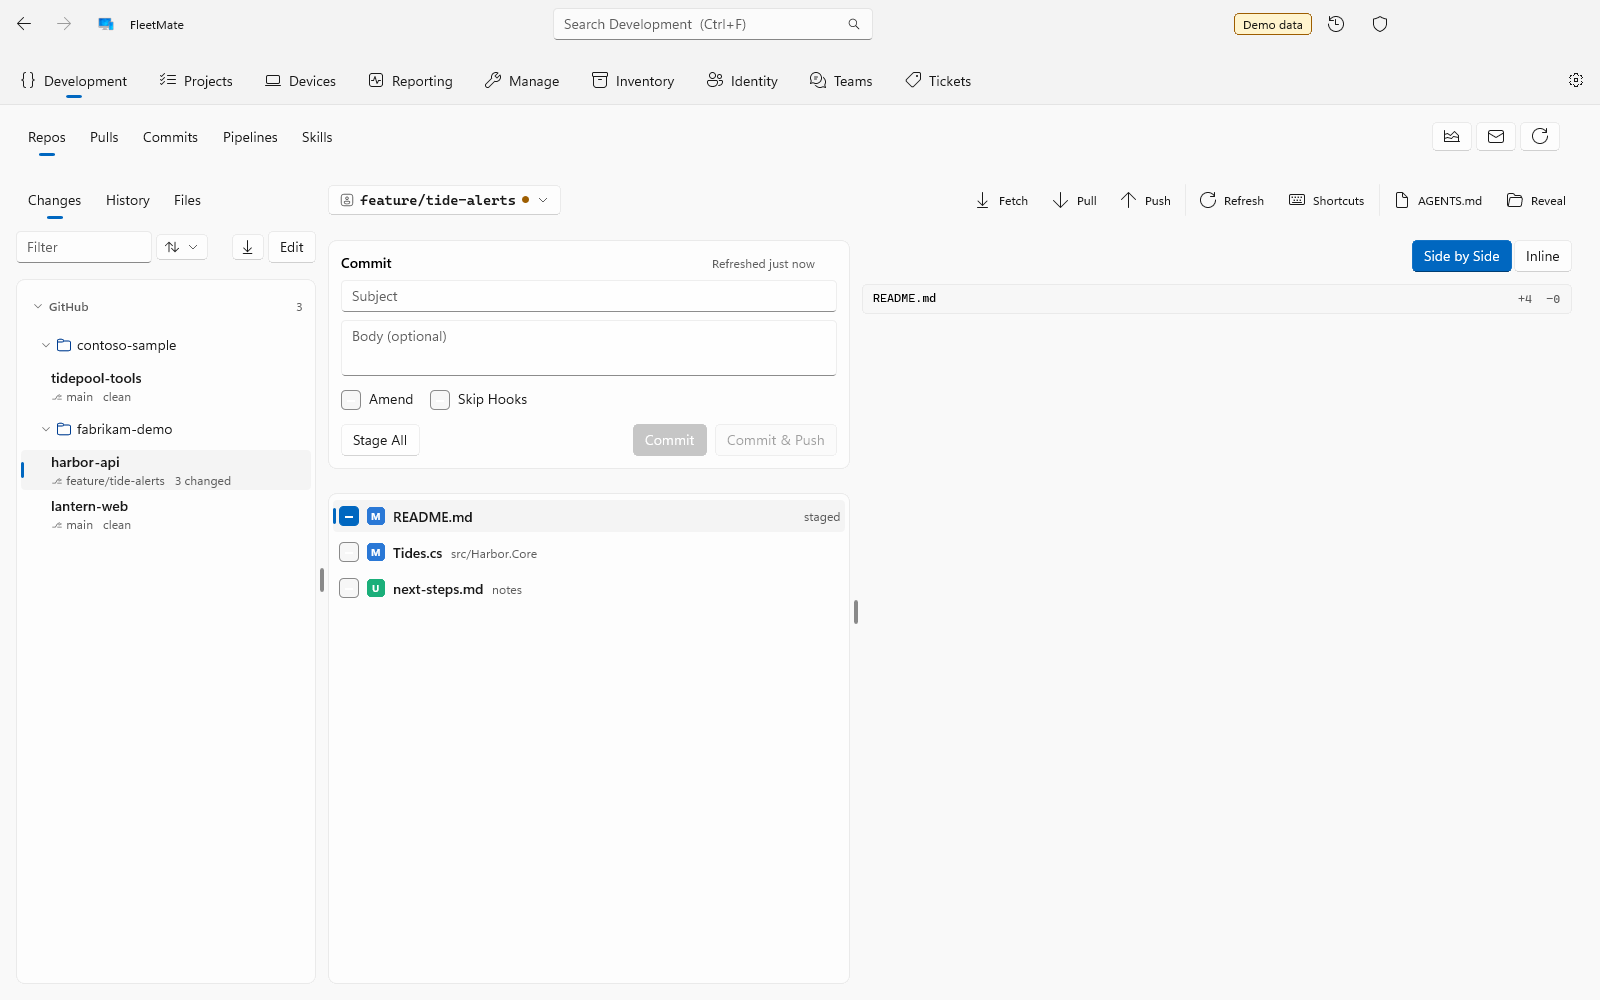 FleetMate
Search Development (Ctrl+F)
Demo data
Development
Projects
Devices
Reporting
Manage
Inventory
Identity
Teams
Tickets
Repos
Pulls
Commits
Pipelines
Skills
Changes
History
Files
feature/tide-alerts
Fetch
Pull
Push
Refresh
Shortcuts
AGENTS.md
Reveal
Filter
Edit
GitHub 3
contoso-sample
tidepool-tools
main clean
fabrikam-demo
harbor-api
feature/tide-alerts 3 changed
lantern-web
main clean
Commit
Refreshed just now
Subject
Body (optional)
Amend
Skip Hooks
Stage All
Commit
Commit & Push
M README.md staged
M Tides.cs src/Harbor.Core
U next-steps.md notes
Side by Side
Inline
README.md +4 −0